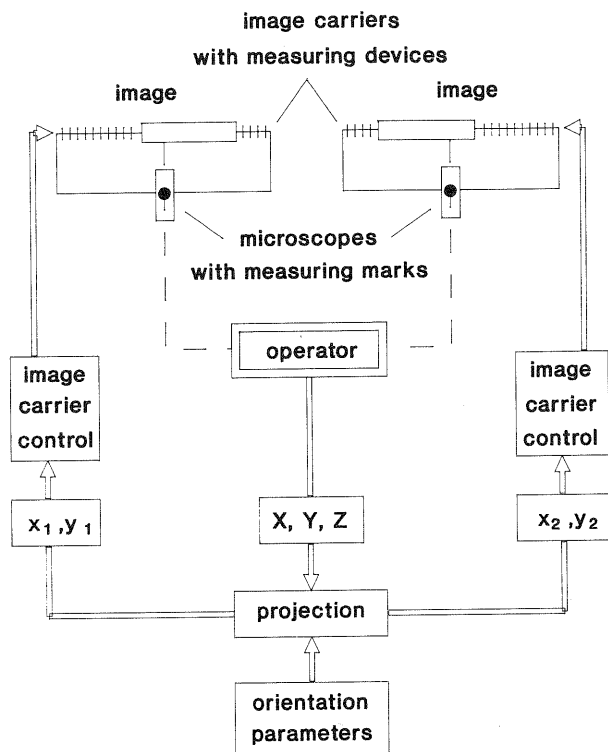 image carriers
with measuring devices
image
image
microscopes
with measuring marks
operator
image
carrier
control
image
carrier
control
x₁,y₁
X, Y, Z
x₂,y₂
projection
orientation
parameters